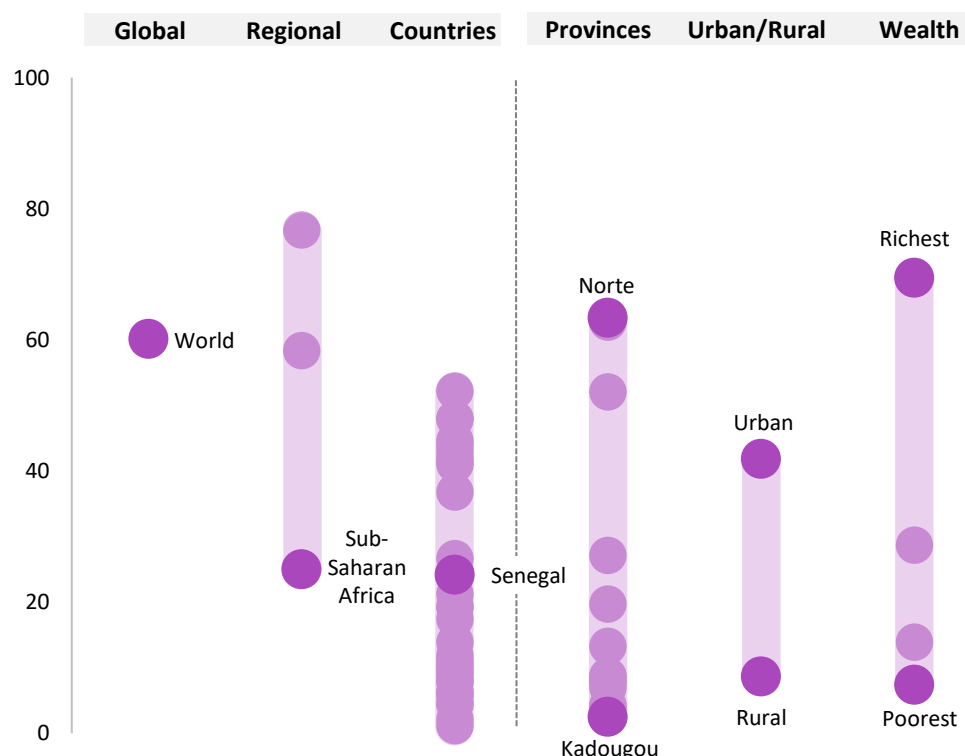 Global Regional Countries Provinces Urban/Rural Wealth
100
80
60
40
20
0
World
Sub-
Saharan
Africa
Senegal
Norte
Kadougou
Urban
Rural
Richest
Poorest